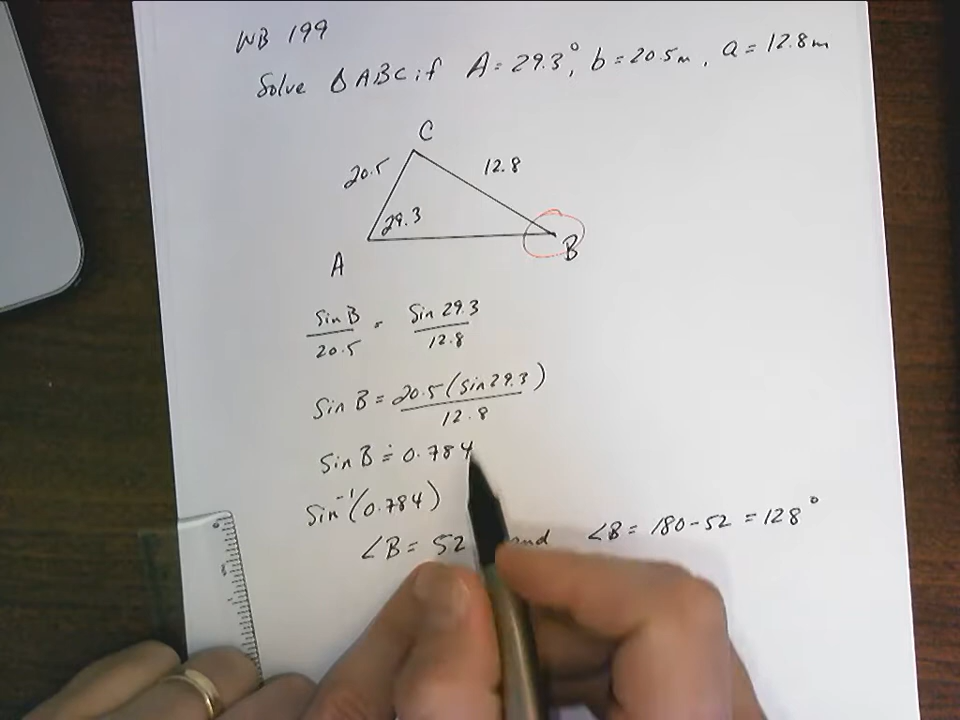 WB 199
Solve △ABC if A = 29.3°, b = 20.5m, a = 12.8m
C
20.5 12.8
29.3
A B
sin B / 20.5 = sin 29.3 / 12.8
sin B = 20.5(sin 29.3) / 12.8
sin B ≐ 0.784
sin⁻¹(0.784)
∠B = 52 and ∠B = 180-52 = 128°